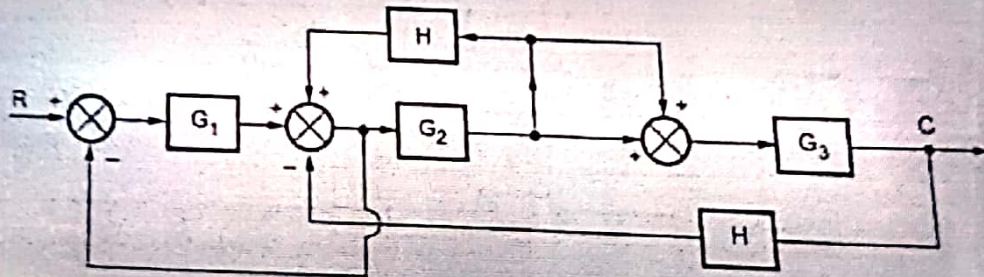 H
R + G₁ + + G₂ + C
− − + G₃
H